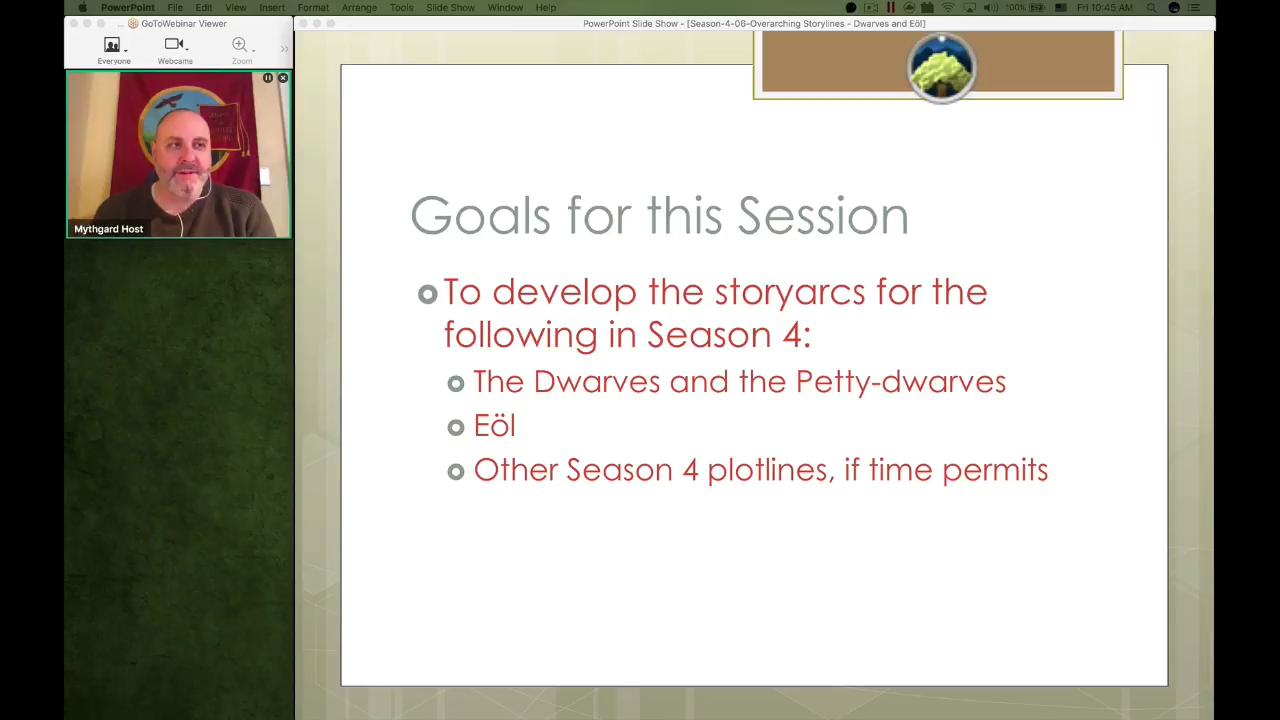 PowerPoint File Edit View Insert Format Arrange Tools Slide Show Window Help 100% Fri 10:45 AM
... GoToWebinar Viewer
PowerPoint Slide Show - [Season-4-06-Overarching Storylines - Dwarves and Eöl]
Everyone Webcams Zoom
Mythgard Host
Goals for this Session
To develop the storyarcs for the
following in Season 4:
The Dwarves and the Petty-dwarves
Eöl
Other Season 4 plotlines, if time permits